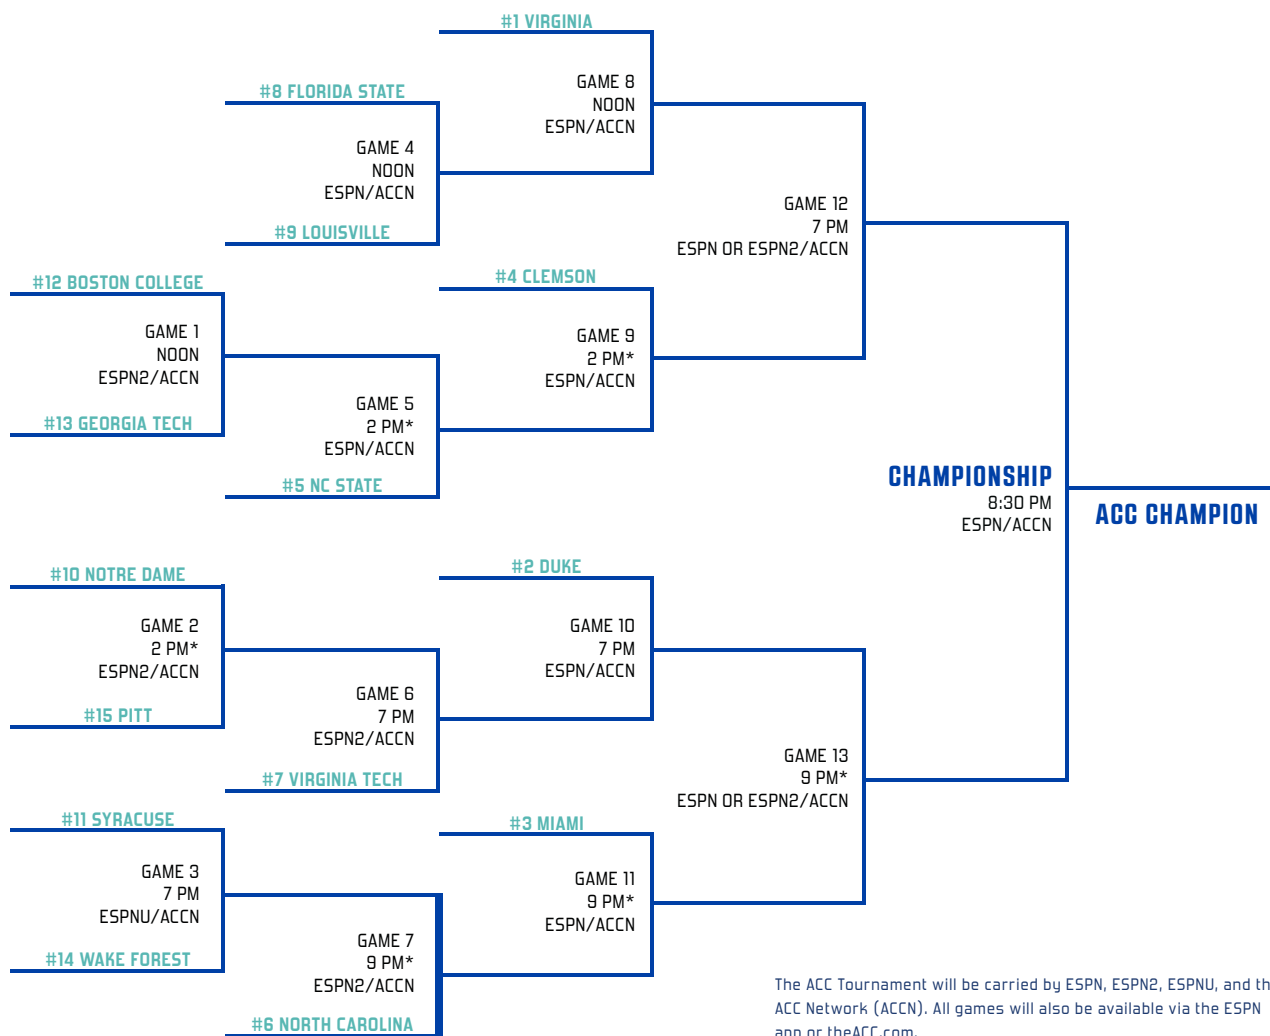 #1 VIRGINIA
GAME 8
NOON
ESPN/ACCN
#8 FLORIDA STATE
GAME 4
NOON
ESPN/ACCN
#9 LOUISVILLE
GAME 12
7 PM
ESPN OR ESPN2/ACCN
#12 BOSTON COLLEGE
GAME 1
NOON
ESPN2/ACCN
#13 GEORGIA TECH
#4 CLEMSON
GAME 9
2 PM*
ESPN/ACCN
GAME 5
2 PM*
ESPN/ACCN
#5 NC STATE
CHAMPIONSHIP
8:30 PM
ESPN/ACCN
ACC CHAMPION
#10 NOTRE DAME
GAME 2
2 PM*
ESPN2/ACCN
#15 PITT
#2 DUKE
GAME 10
7 PM
ESPN/ACCN
GAME 6
7 PM
ESPN2/ACCN
#7 VIRGINIA TECH
GAME 13
9 PM*
ESPN OR ESPN2/ACCN
#11 SYRACUSE
GAME 3
7 PM
ESPNU/ACCN
#14 WAKE FOREST
#3 MIAMI
GAME 11
9 PM*
ESPN/ACCN
GAME 7
9 PM*
ESPN2/ACCN
#6 NORTH CAROLINA
The ACC Tournament will be carried by ESPN, ESPN2, ESPNU, and th
ACC Network (ACCN). All games will also be available via the ESPN
app or theACC.com.